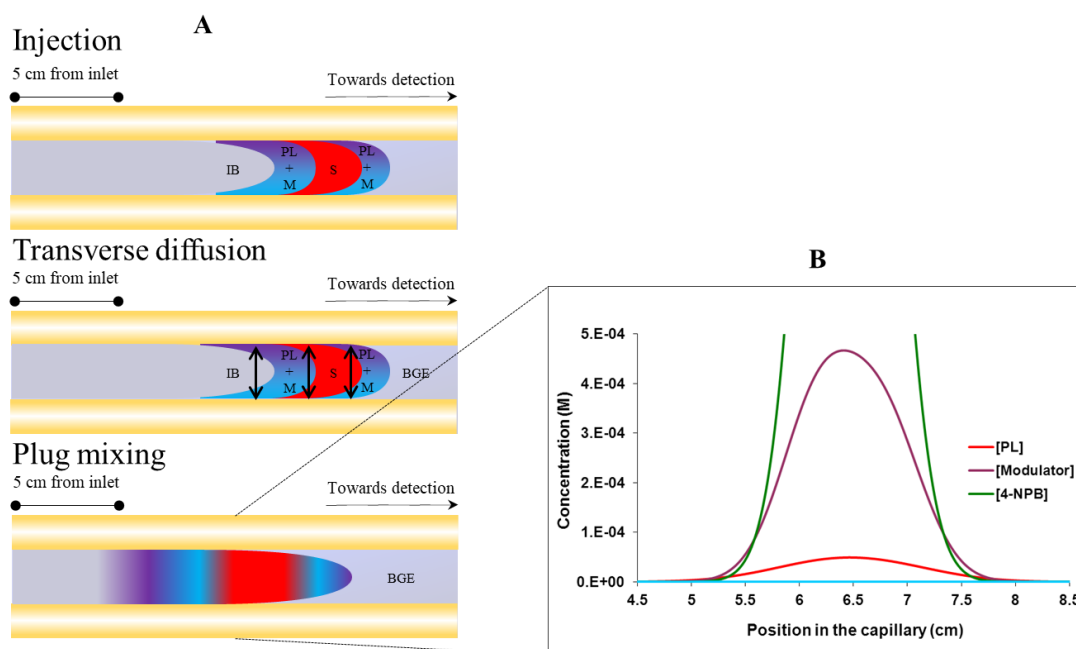 A
Injection
5 cm from inlet
Towards detection
IB
PL
+
M
S
PL
+
M
Transverse diffusion
5 cm from inlet
Towards detection
IB
PL
+
M
S
PL
+
M
BGE
Plug mixing
5 cm from inlet
Towards detection
BGE
B
Concentration (M)
5.E-04
4.E-04
3.E-04
2.E-04
1.E-04
0.E+00
4.5 5 5.5 6 6.5 7 7.5 8 8.5
Position in the capillary (cm)
[PL]
[Modulator]
[4-NPB]